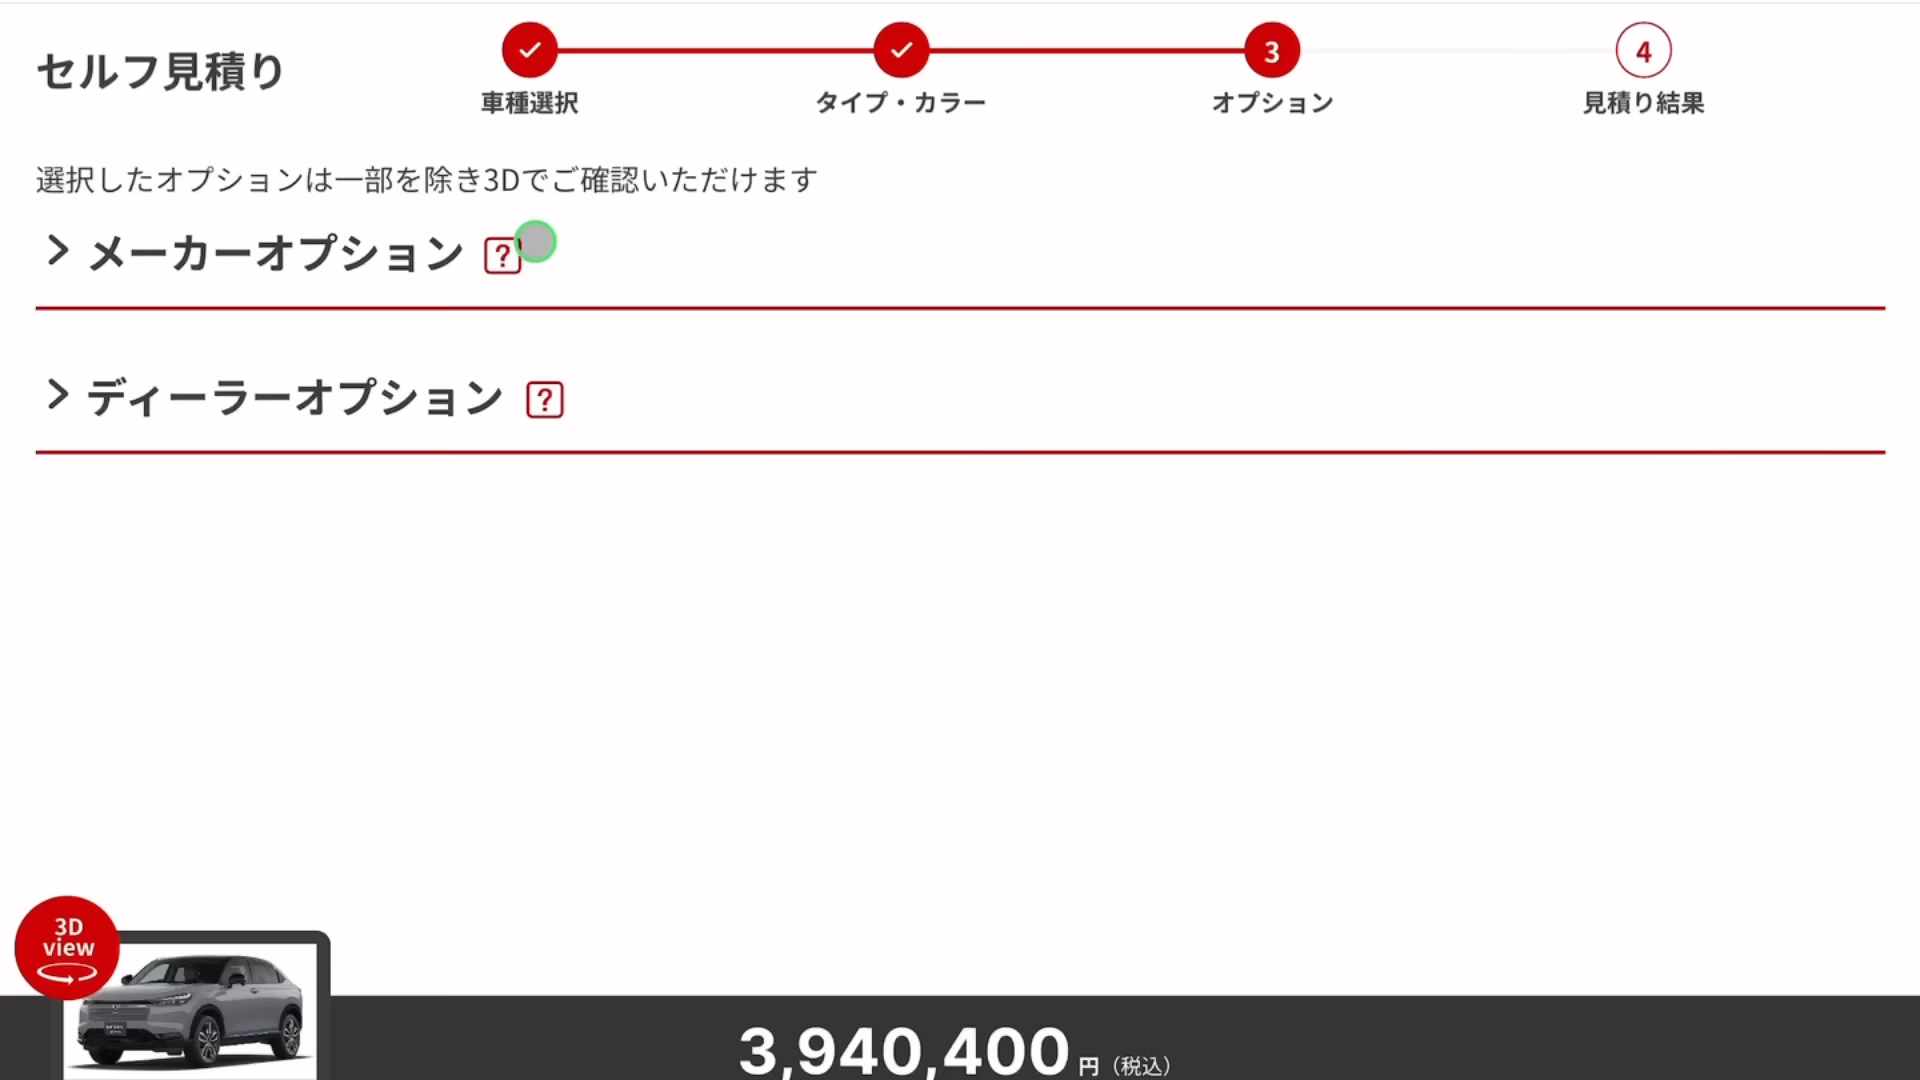 セルフ見積り
3
4
車種選択
タイプ・カラー
オプション
見積り結果
選択したオプションは一部を除き3Dでご確認いただけます
メーカーオプション ?
ディーラーオプション ?
3D
view
3,940,400 円（税込）